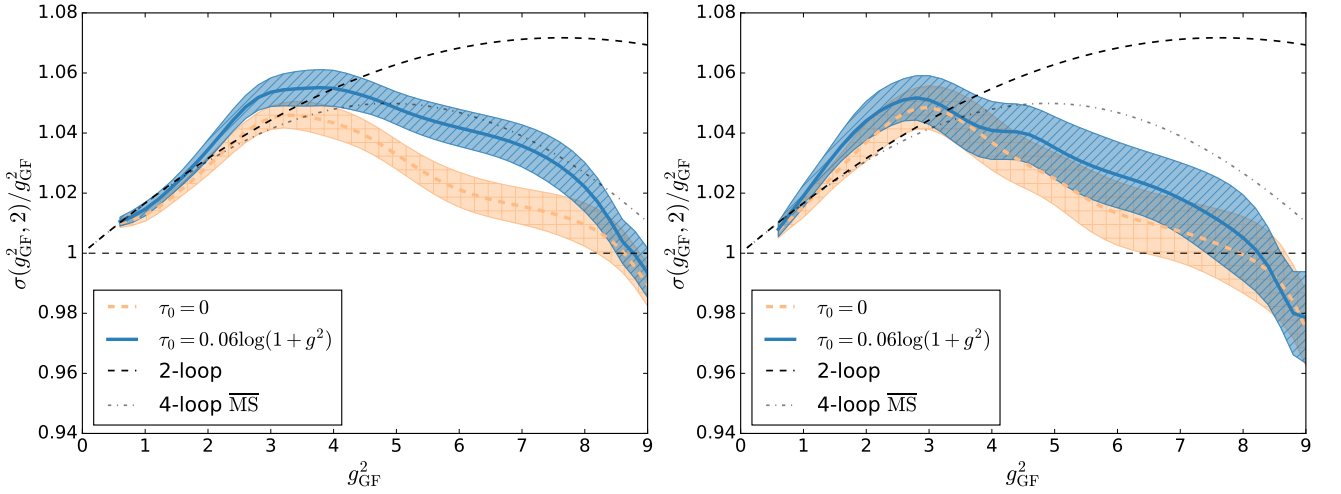 1.08
1.06
1.04
1.02
1
0.98
0.96
0.94
σ(g²_GF, 2)/g²_GF
τ₀ = 0
τ₀ = 0.06log(1 + g²)
2-loop
4-loop M̅S̅
0 1 2 3 4 5 6 7 8 9
g²_GF
1.08
1.06
1.04
1.02
1
0.98
0.96
0.94
σ(g²_GF, 2)/g²_GF
τ₀ = 0
τ₀ = 0.06log(1 + g²)
2-loop
4-loop M̅S̅
0 1 2 3 4 5 6 7 8 9
g²_GF